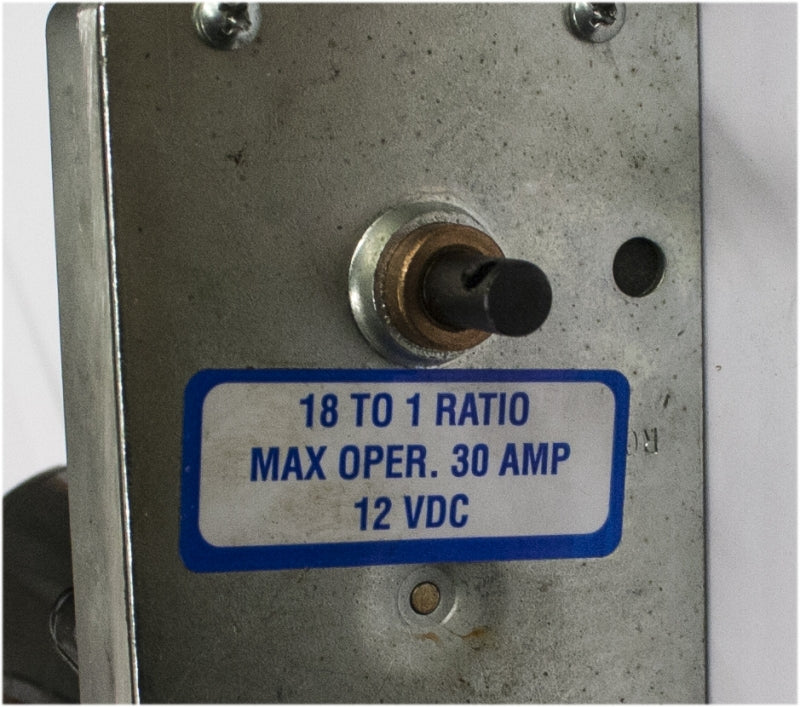 18 TO 1 RATIO
MAX OPER. 30 AMP
12 VDC